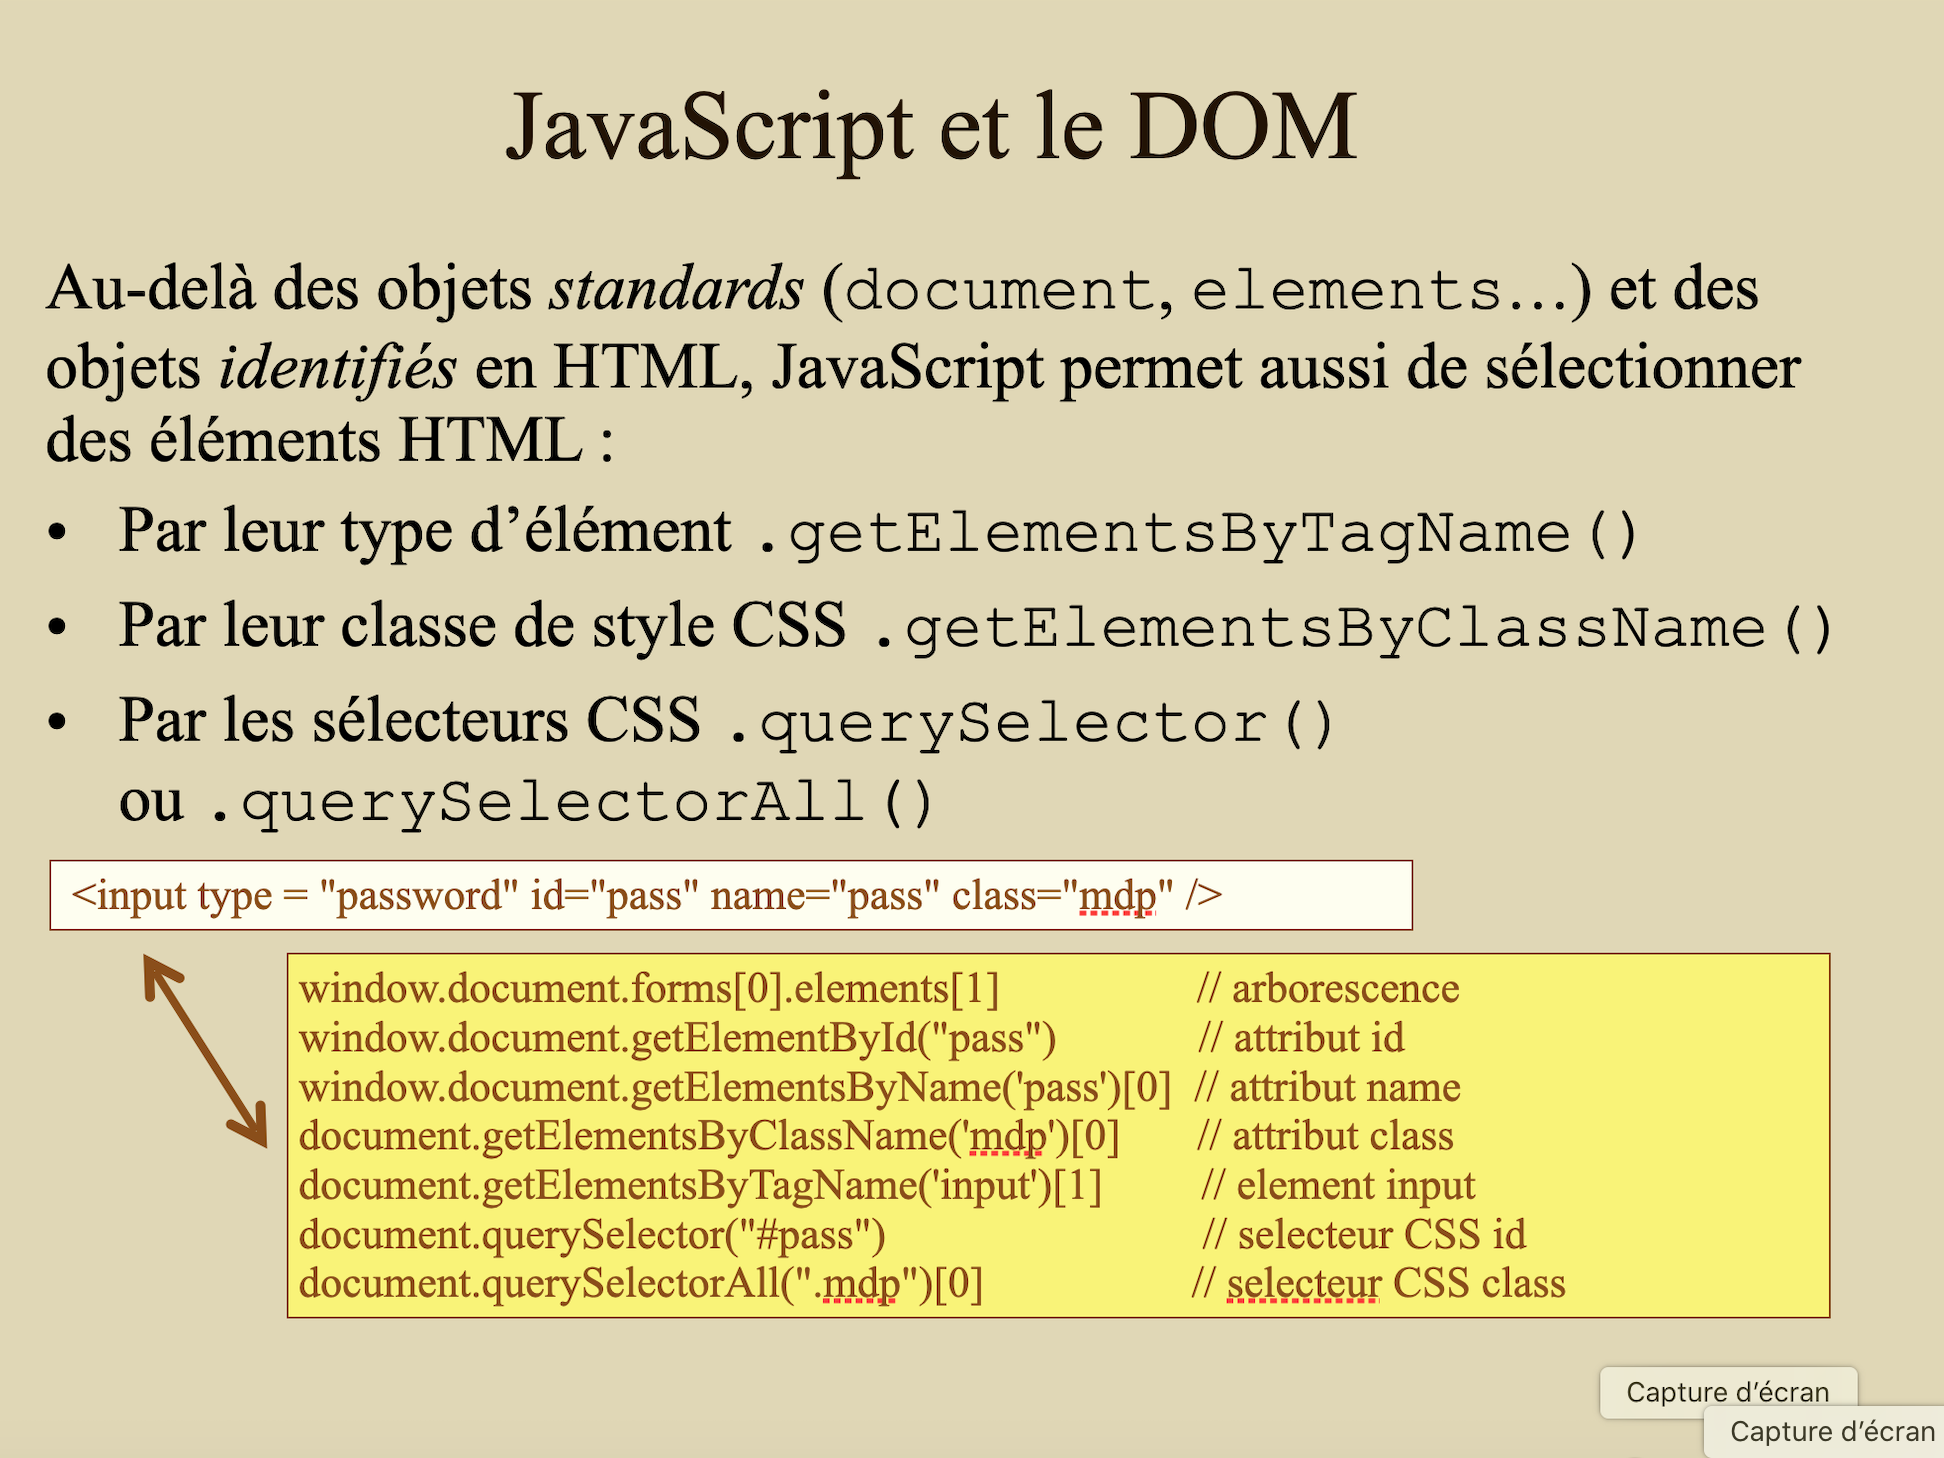 JavaScript et le DOM
Au-delà des objets standards (document, elements…) et des
objets identifiés en HTML, JavaScript permet aussi de sélectionner
des éléments HTML :
• Par leur type d’élément .getElementsByTagName()
• Par leur classe de style CSS .getElementsByClassName()
• Par les sélecteurs CSS .querySelector()
ou .querySelectorAll()
<input type = "password" id="pass" name="pass" class="mdp" />
window.document.forms[0].elements[1] // arborescence
window.document.getElementById("pass") // attribut id
window.document.getElementsByName('pass')[0] // attribut name
document.getElementsByClassName('mdp')[0] // attribut class
document.getElementsByTagName('input')[1] // element input
document.querySelector("#pass") // selecteur CSS id
document.querySelectorAll(".mdp")[0] // selecteur CSS class
Capture d’écran
Capture d’écran